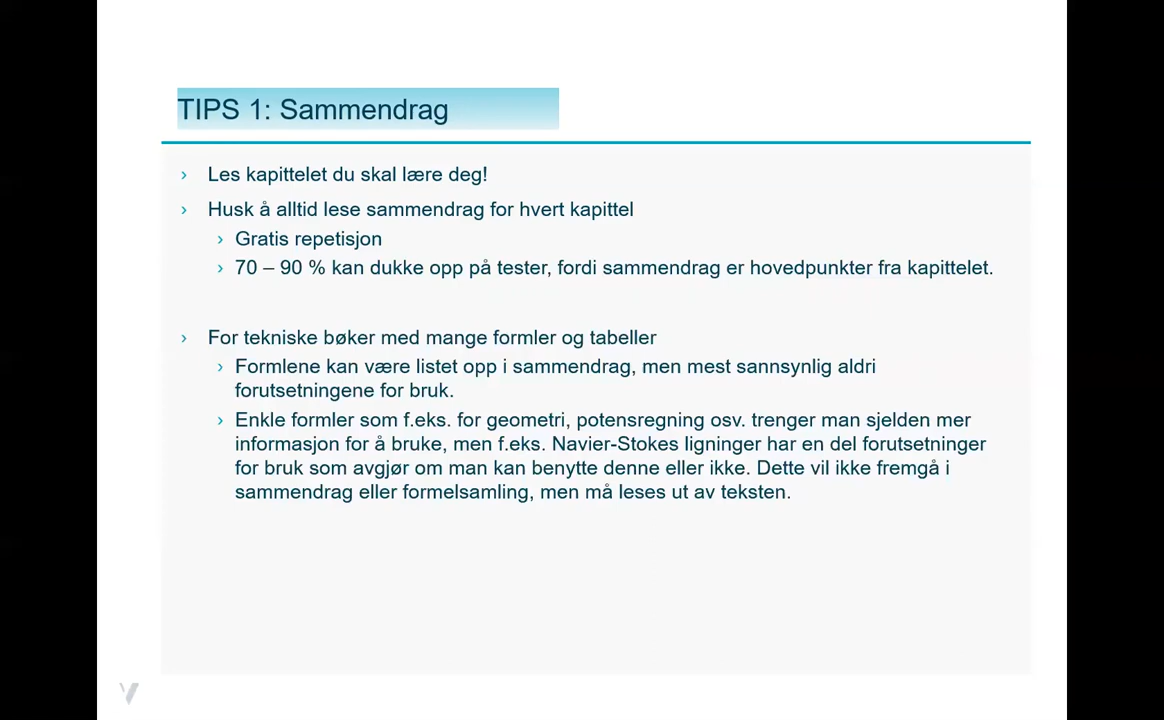 TIPS 1: Sammendrag
› Les kapittelet du skal lære deg!
› Husk å alltid lese sammendrag for hvert kapittel
› Gratis repetisjon
› 70 – 90 % kan dukke opp på tester, fordi sammendrag er hovedpunkter fra kapittelet.
› For tekniske bøker med mange formler og tabeller
› Formlene kan være listet opp i sammendrag, men mest sannsynlig aldri
forutsetningene for bruk.
› Enkle formler som f.eks. for geometri, potensregning osv. trenger man sjelden mer
informasjon for å bruke, men f.eks. Navier-Stokes ligninger har en del forutsetninger
for bruk som avgjør om man kan benytte denne eller ikke. Dette vil ikke fremgå i
sammendrag eller formelsamling, men må leses ut av teksten.